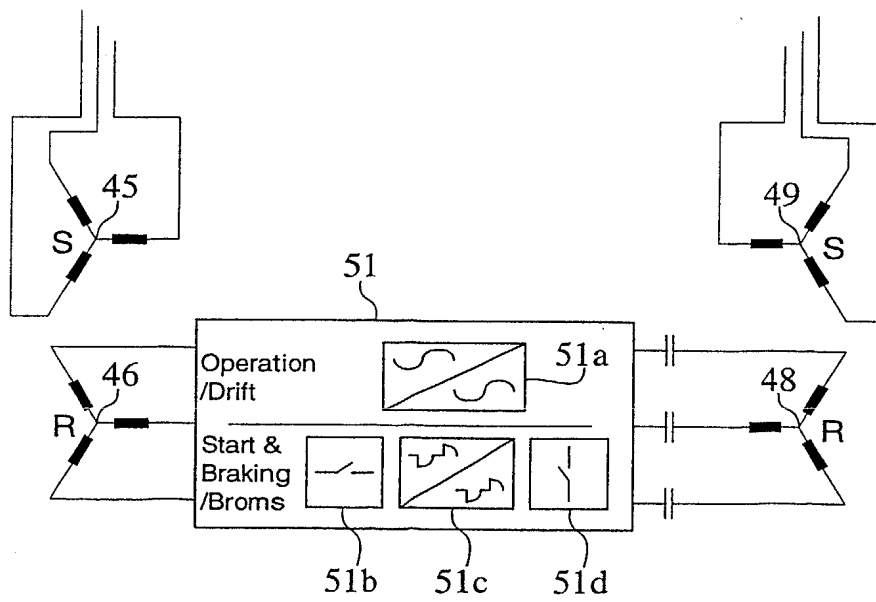 45
S
49
S
51
Operation
/Drift
51a
46
R
48
R
Start &
Braking
/Broms
51b
51c
51d